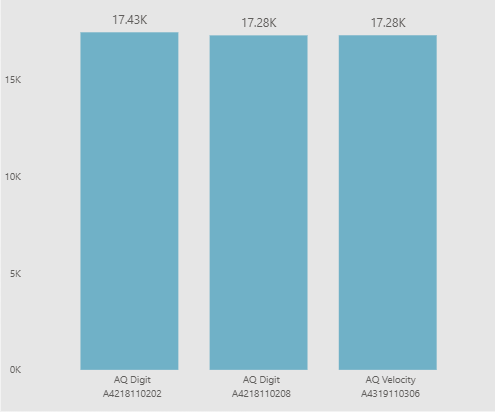 17.43K
17.28K
17.28K
15K
10K
5K
0K
AQ Digit
A4218110202
AQ Digit
A4218110208
AQ Velocity
A4319110306